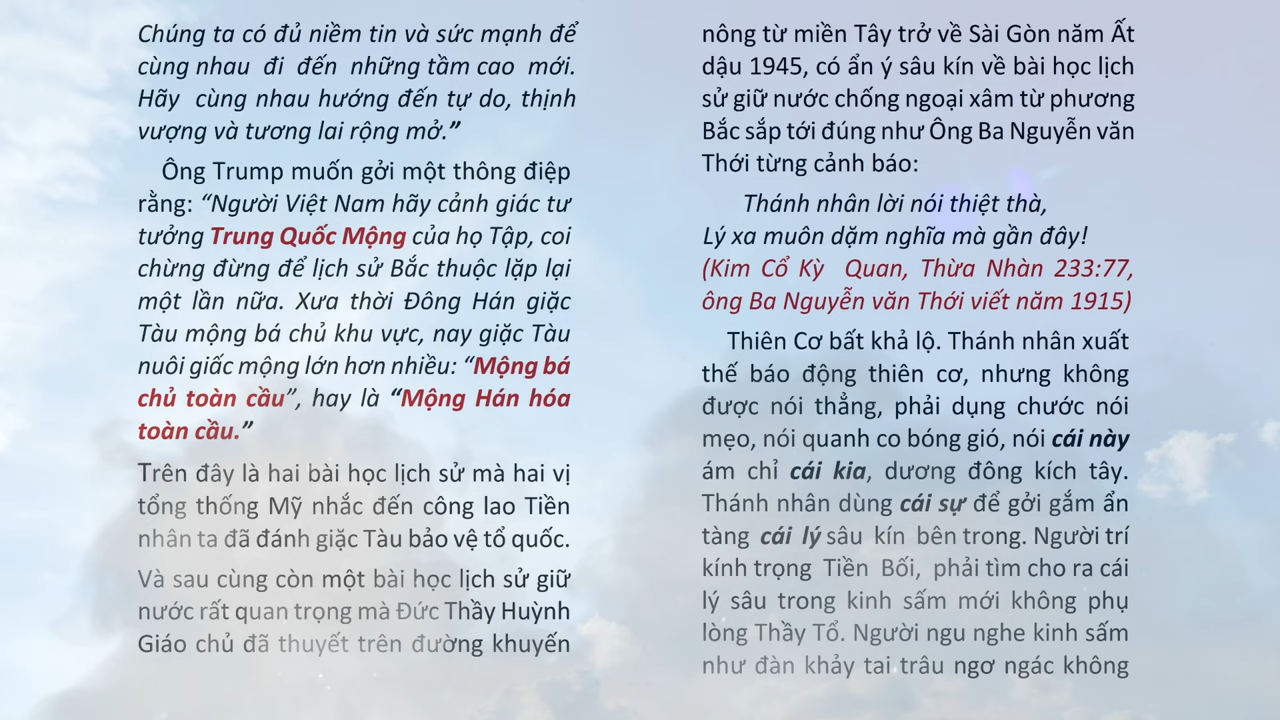 Chúng ta có đủ niềm tin và sức mạnh để
cùng nhau đi đến những tầm cao mới.
Hãy cùng nhau hướng đến tự do, thịnh
vượng và tương lai rộng mở.”
Ông Trump muốn gởi một thông điệp
rằng: “Người Việt Nam hãy cảnh giác tư
tưởng Trung Quốc Mộng của họ Tập, coi
chừng đừng để lịch sử Bắc thuộc lặp lại
một lần nữa. Xưa thời Đông Hán giặc
Tàu mộng bá chủ khu vực, nay giặc Tàu
nuôi giấc mộng lớn hơn nhiều: “Mộng bá
chủ toàn cầu”, hay là “Mộng Hán hóa
toàn cầu.”
Trên đây là hai bài học lịch sử mà hai vị
tổng thống Mỹ nhắc đến công lao Tiền
nhân ta đã đánh giặc Tàu bảo vệ tổ quốc.
Và sau cùng còn một bài học lịch sử giữ
nước rất quan trọng mà Đức Thầy Huỳnh
Giáo chủ đã thuyết trên đường khuyến
nông từ miền Tây trở về Sài Gòn năm Ất
dậu 1945, có ẩn ý sâu kín về bài học lịch
sử giữ nước chống ngoại xâm từ phương
Bắc sắp tới đúng như Ông Ba Nguyễn văn
Thới từng cảnh báo:
Thánh nhân lời nói thiệt thà,
Lý xa muôn dặm nghĩa mà gần đây!
(Kim Cổ Kỳ Quan, Thừa Nhàn 233:77,
ông Ba Nguyễn văn Thới viết năm 1915)
Thiên Cơ bất khả lộ. Thánh nhân xuất
thế báo động thiên cơ, nhưng không
được nói thẳng, phải dụng chước nói
mẹo, nói quanh co bóng gió, nói cái này
ám chỉ cái kia, dương đông kích tây.
Thánh nhân dùng cái sự để gởi gắm ẩn
tàng cái lý sâu kín bên trong. Người trí
kính trọng Tiền Bối, phải tìm cho ra cái
lý sâu trong kinh sấm mới không phụ
lòng Thầy Tổ. Người ngu nghe kinh sấm
như đàn khảy tai trâu ngơ ngác không